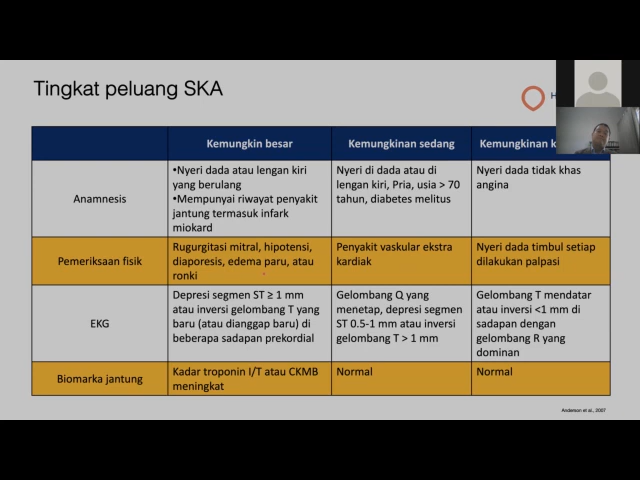 Tingkat peluang SKA
H
Kemungkin besar
Kemungkinan sedang
Kemungkinan k
Anamnesis
•Nyeri dada atau lengan kiri
yang berulang
•Mempunyai riwayat penyakit
jantung termasuk infark
miokard
Nyeri di dada atau di
lengan kiri, Pria, usia > 70
tahun, diabetes melitus
Nyeri dada tidak khas
angina
Pemeriksaan fisik
Rugurgitasi mitral, hipotensi,
diaporesis, edema paru, atau
ronki
Penyakit vaskular ekstra
kardiak
Nyeri dada timbul setiap
dilakukan palpasi
EKG
Depresi segmen ST ≥ 1 mm
atau inversi gelombang T yang
baru (atau dianggap baru) di
beberapa sadapan prekordial
Gelombang Q yang
menetap, depresi segmen
ST 0.5-1 mm atau inversi
gelombang T > 1 mm
Gelombang T mendatar
atau inversi <1 mm di
sadapan dengan
gelombang R yang
dominan
Biomarka jantung
Kadar troponin I/T atau CKMB
meningkat
Normal
Normal
Anderson et al., 2007